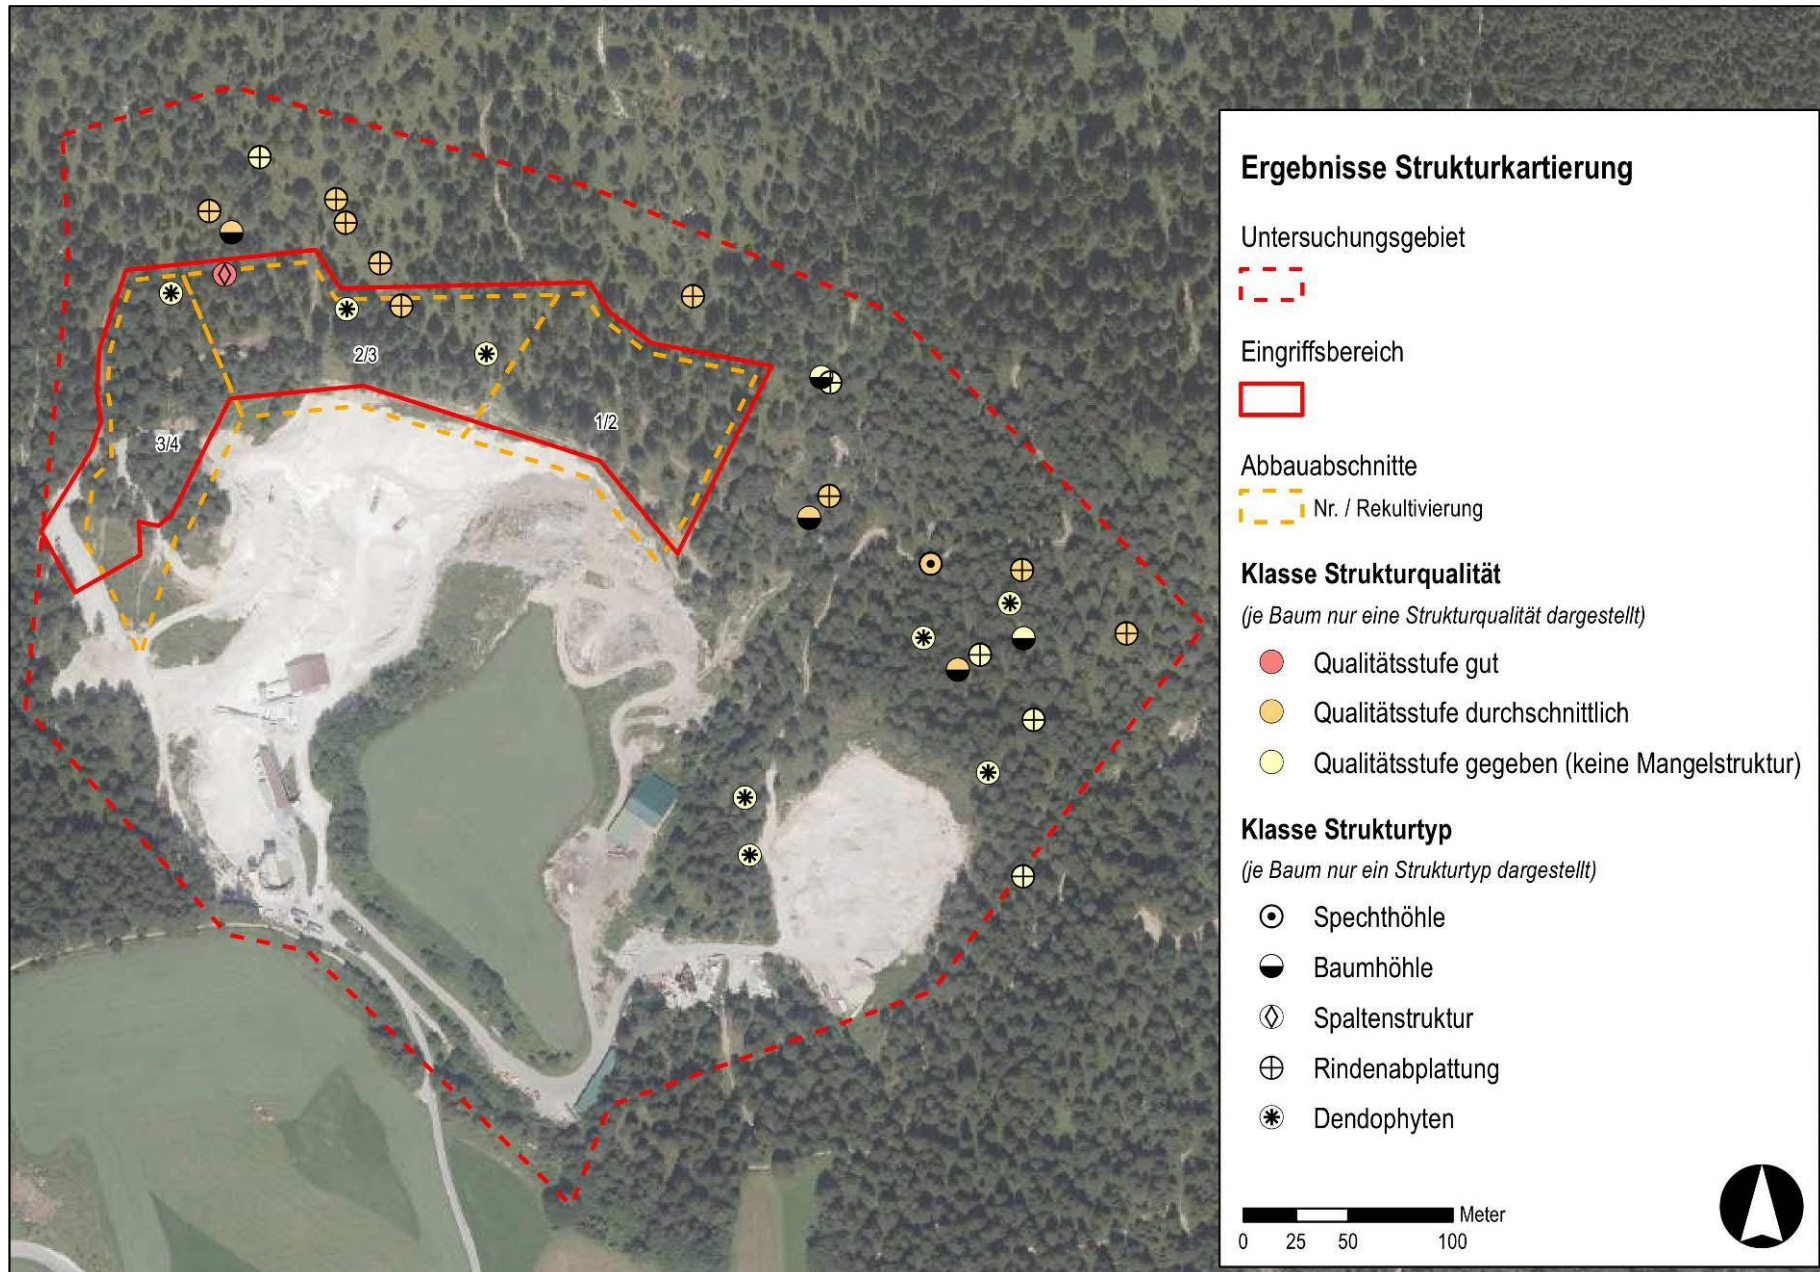 2/3
1/2
3/4
Ergebnisse Strukturkartierung
Untersuchungsgebiet
Eingriffsbereich
Abbauabschnitte
Nr. / Rekultivierung
Klasse Strukturqualität
(je Baum nur eine Strukturqualität dargestellt)
Qualitätsstufe gut
Qualitätsstufe durchschnittlich
Qualitätsstufe gegeben (keine Mangelstruktur)
Klasse Strukturtyp
(je Baum nur ein Strukturtyp dargestellt)
Spechthöhle
Baumhöhle
Spaltenstruktur
Rindenabplattung
Dendophyten
Meter
0 25 50 100